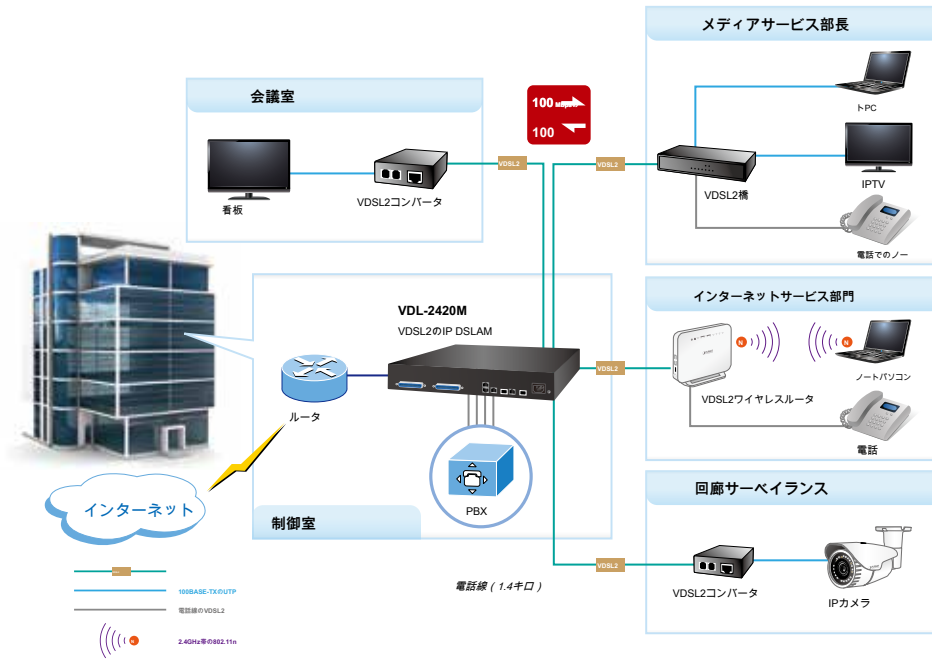 メディアサービス部長
会議室
100 Mbps
100
トPC
VDSL2
VDSL2
看板
VDSL2コンバータ
VDSL2橋
IPTV
電話でのノー
VDL-2420M
VDSL2のIP DSLAM
インターネットサービス部門
N
N
ルータ
VDSL2
VDSL2ワイヤレスルータ
ノートパソコン
電話
PBX
インターネット
制御室
回廊サーベイランス
VDSL2
電話線（1.4キロ）
VDSL2コンバータ
IPカメラ
100BASE-TXのUTP
電話線のVDSL2
N
2.4GHz帯の802.11n